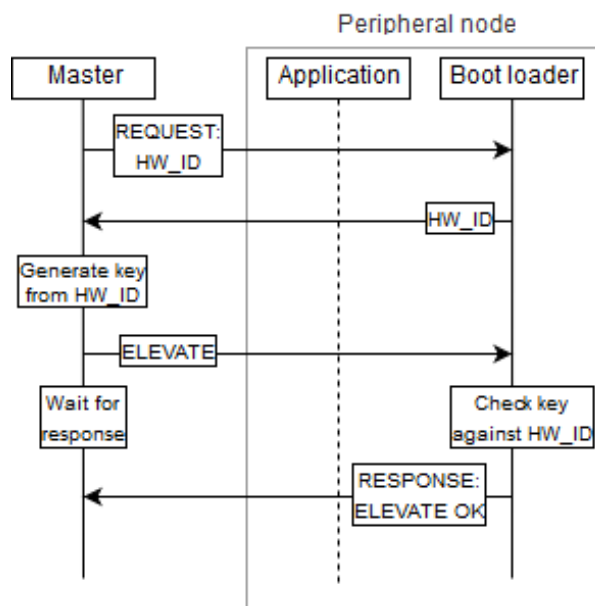 Peripheral node
Master
Application
Boot loader
REQUEST:
HW_ID
HW_ID
Generate key
from HW_ID
ELEVATE
Wait for
response
Check key
against HW_ID
RESPONSE:
ELEVATE OK